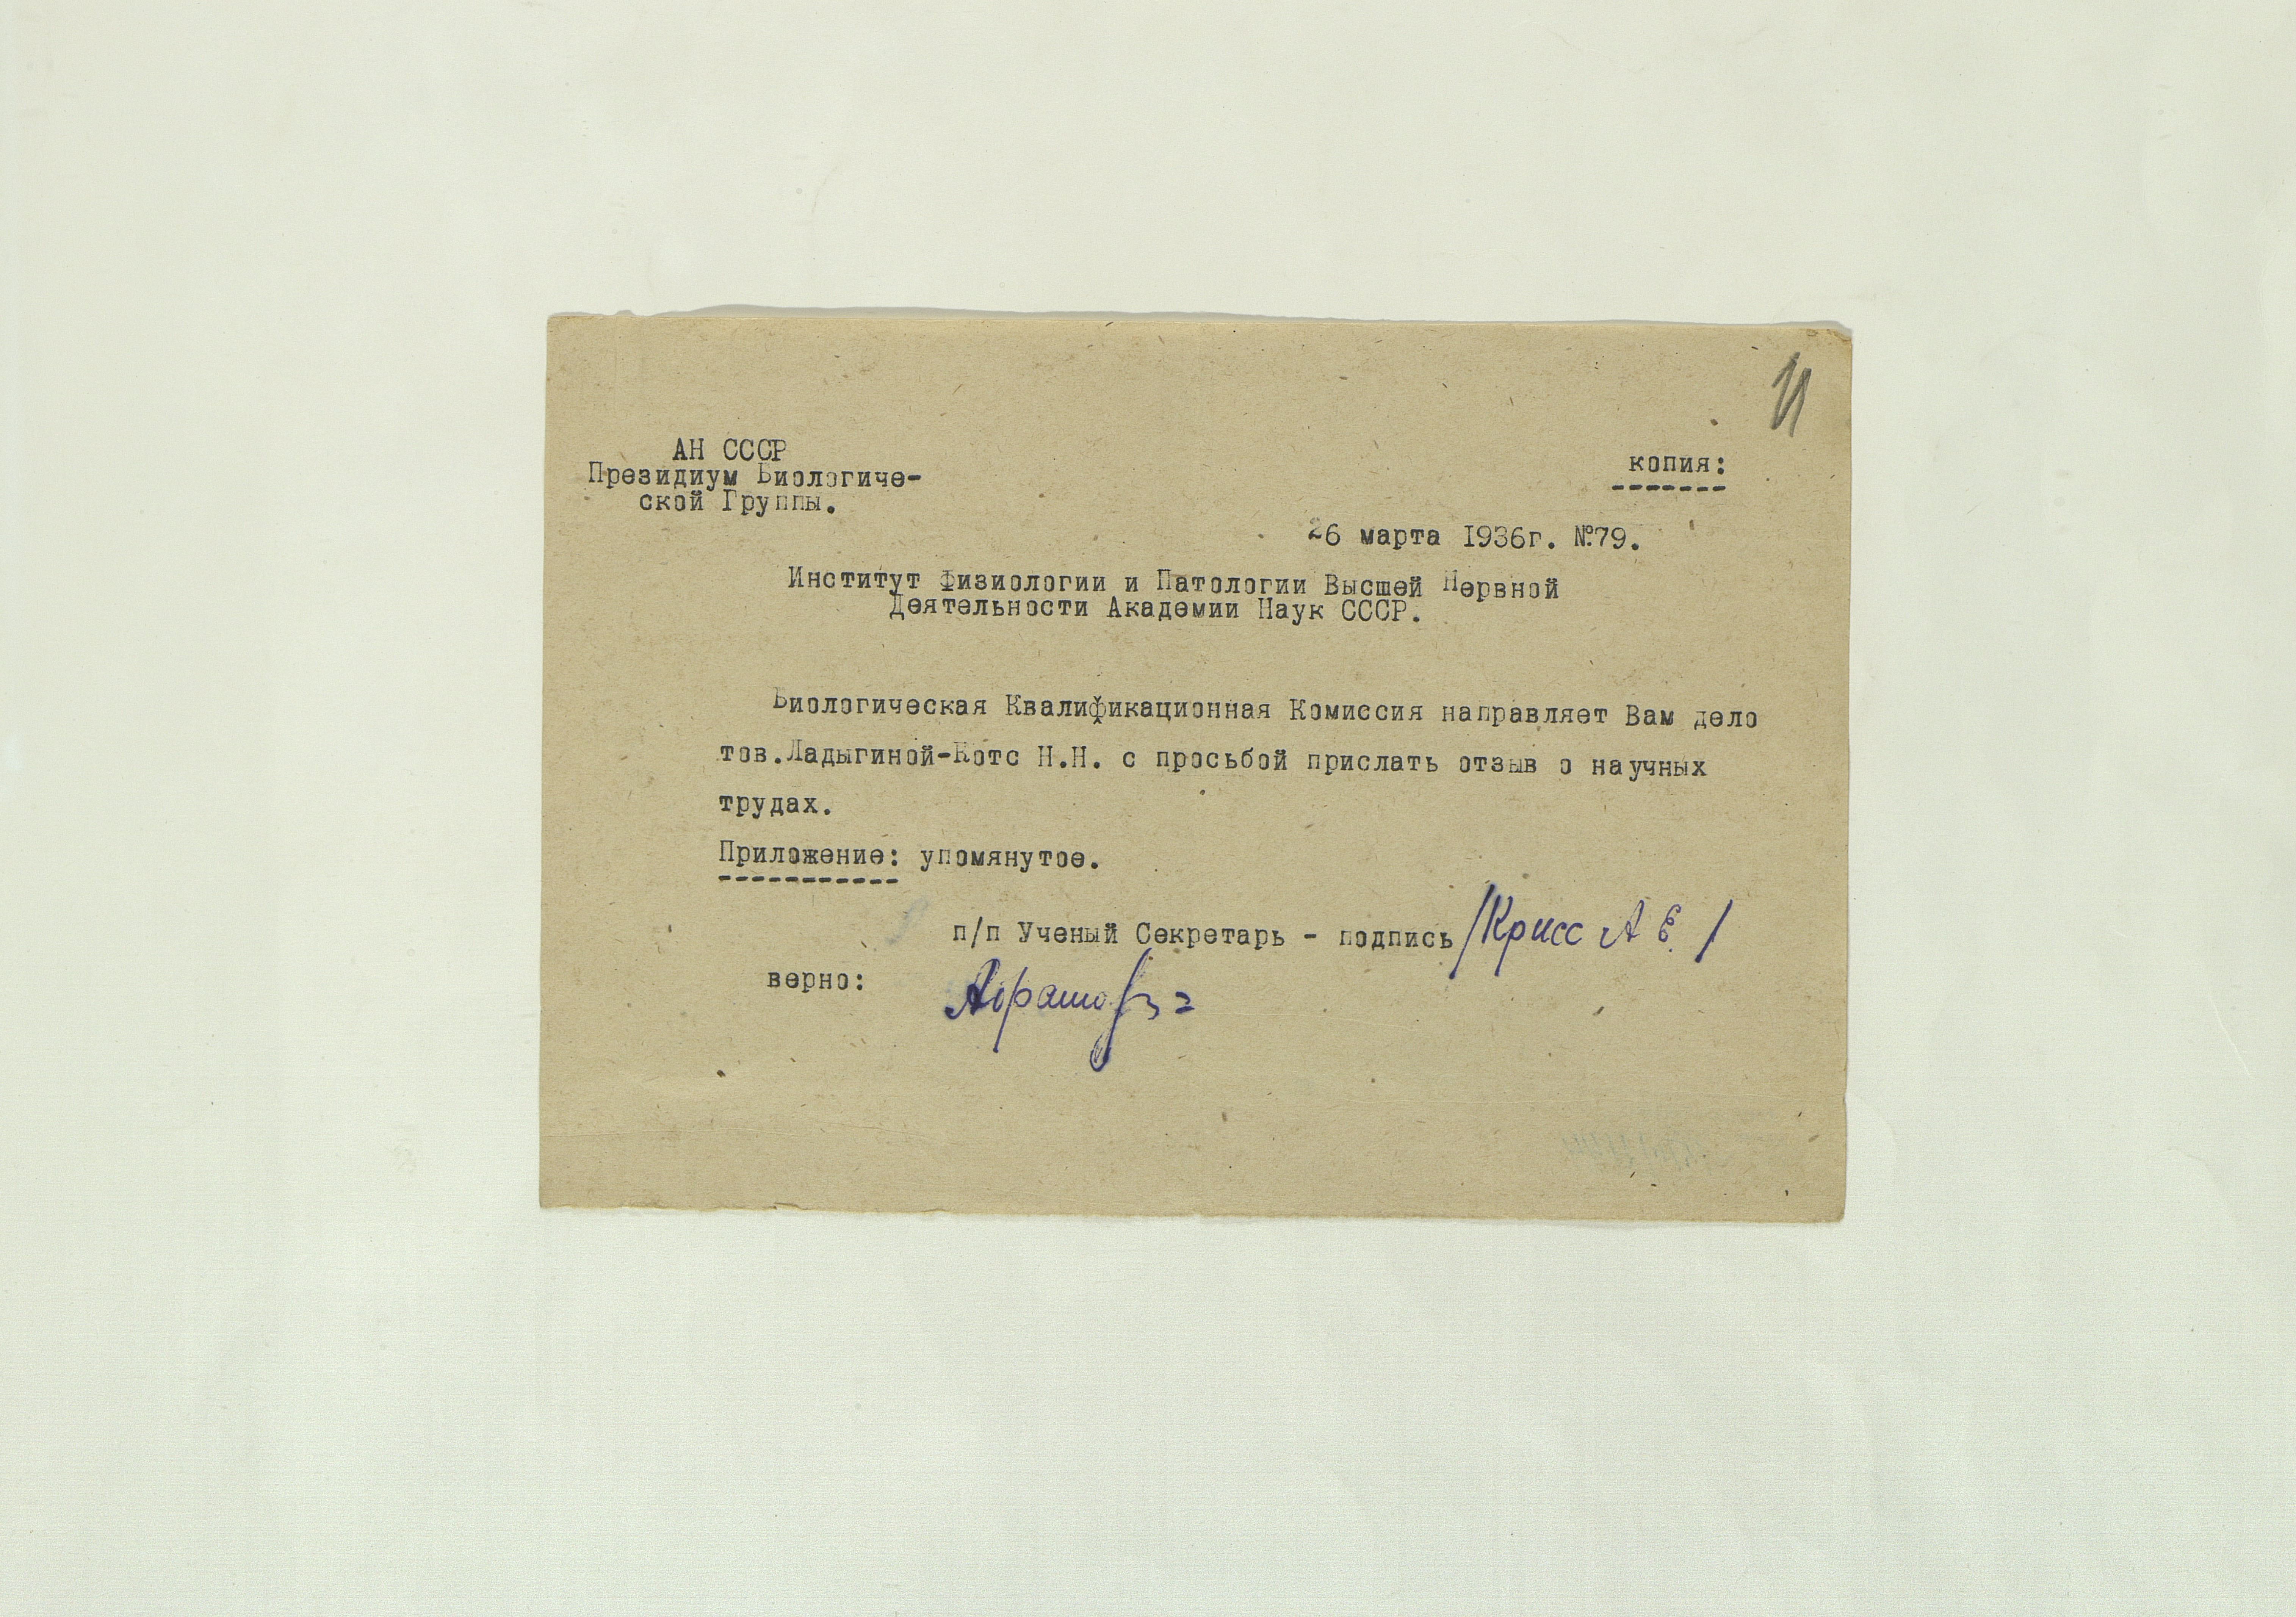 11
АН СССР
Президиум Биологиче-
ской Группы.
копия:
26 марта 1936г. №79.
Институт Физиологии и Патологии Высшей Нервной
Деятельности Академии Наук СССР.
Биологическая Квалификационная Комиссия направляет Вам дело
тов.Ладыгиной-Котс Н.Н. с просьбой прислать отзыв о научных
трудах.
Приложение: упомянутое.
п/п Ученый Секретарь - подпись /Крисс А Е./
верно: